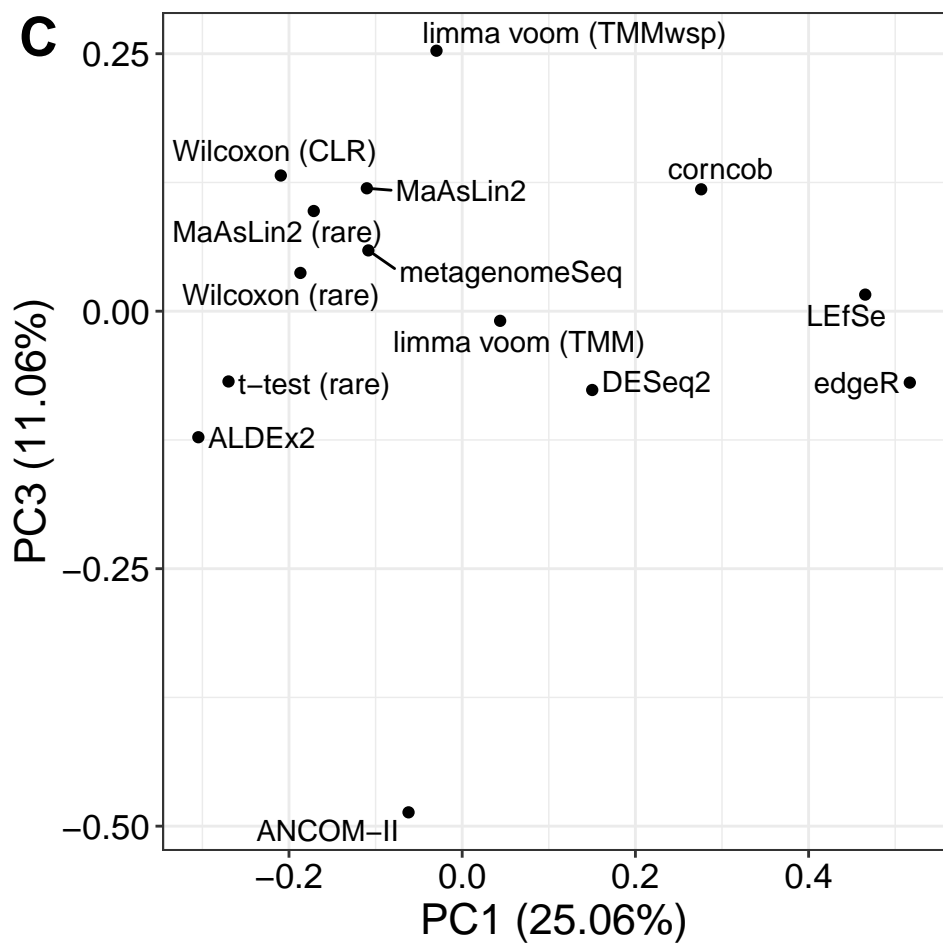 C
limma voom (TMMwsp)
0.25
Wilcoxon (CLR)
corncob
MaAsLin2
MaAsLin2 (rare)
metagenomeSeq
Wilcoxon (rare)
0.00
LEfSe
limma voom (TMM)
t−test (rare)
DESeq2
edgeR
ALDEx2
PC3 (11.06%)
−0.25
−0.50
ANCOM−II
−0.2
0.0
0.2
0.4
PC1 (25.06%)